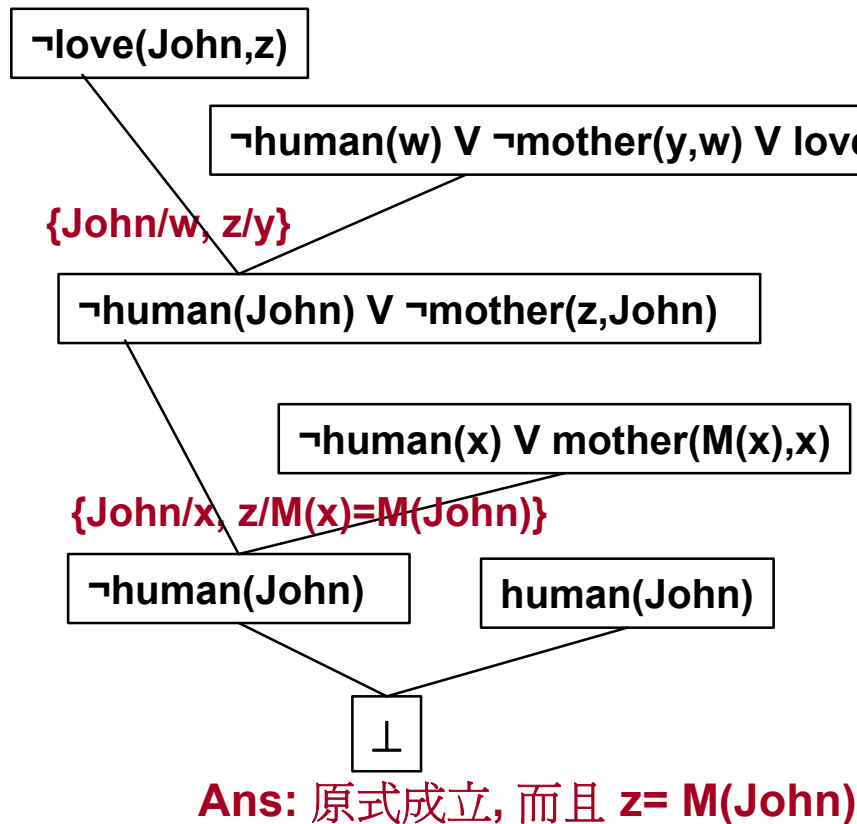 ¬love(John,z)
¬human(w) V ¬mother(y,w) V love
{John/w, z/y}
¬human(John) V ¬mother(z,John)
¬human(x) V mother(M(x),x)
{John/x, z/M(x)=M(John)}
¬human(John) human(John)
⊥
Ans: 原式成立, 而且 z= M(John)